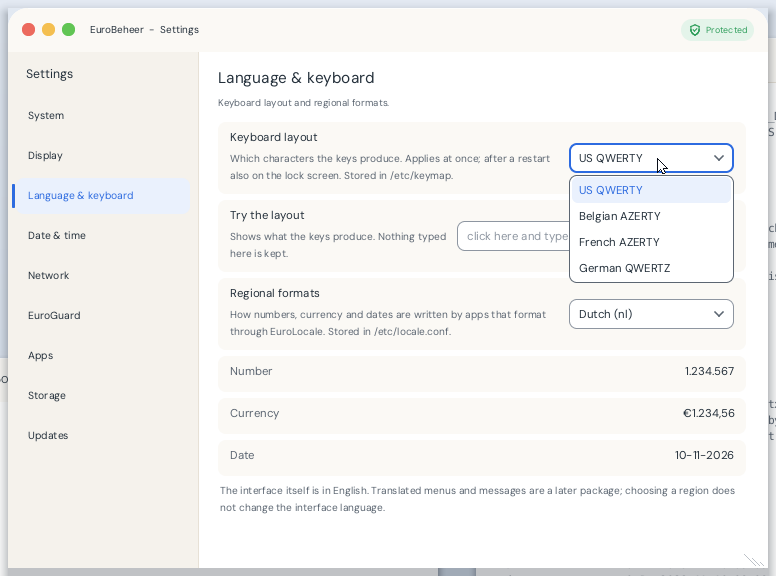 EuroBeheer - Settings
Protected
Settings
System
Display
Language & keyboard
Date & time
Network
EuroGuard
Apps
Storage
Updates
Language & keyboard
Keyboard layout and regional formats.
Keyboard layout
Which characters the keys produce. Applies at once; after a restart
also on the lock screen. Stored in /etc/keymap.
US QWERTY
US QWERTY
Belgian AZERTY
French AZERTY
German QWERTZ
Try the layout
Shows what the keys produce. Nothing typed
here is kept.
click here and type
Regional formats
How numbers, currency and dates are written by apps that format
through EuroLocale. Stored in /etc/locale.conf.
Dutch (nl)
Number
1.234.567
Currency
€1.234,56
Date
10-11-2026
The interface itself is in English. Translated menus and messages are a later package; choosing a region does
not change the interface language.